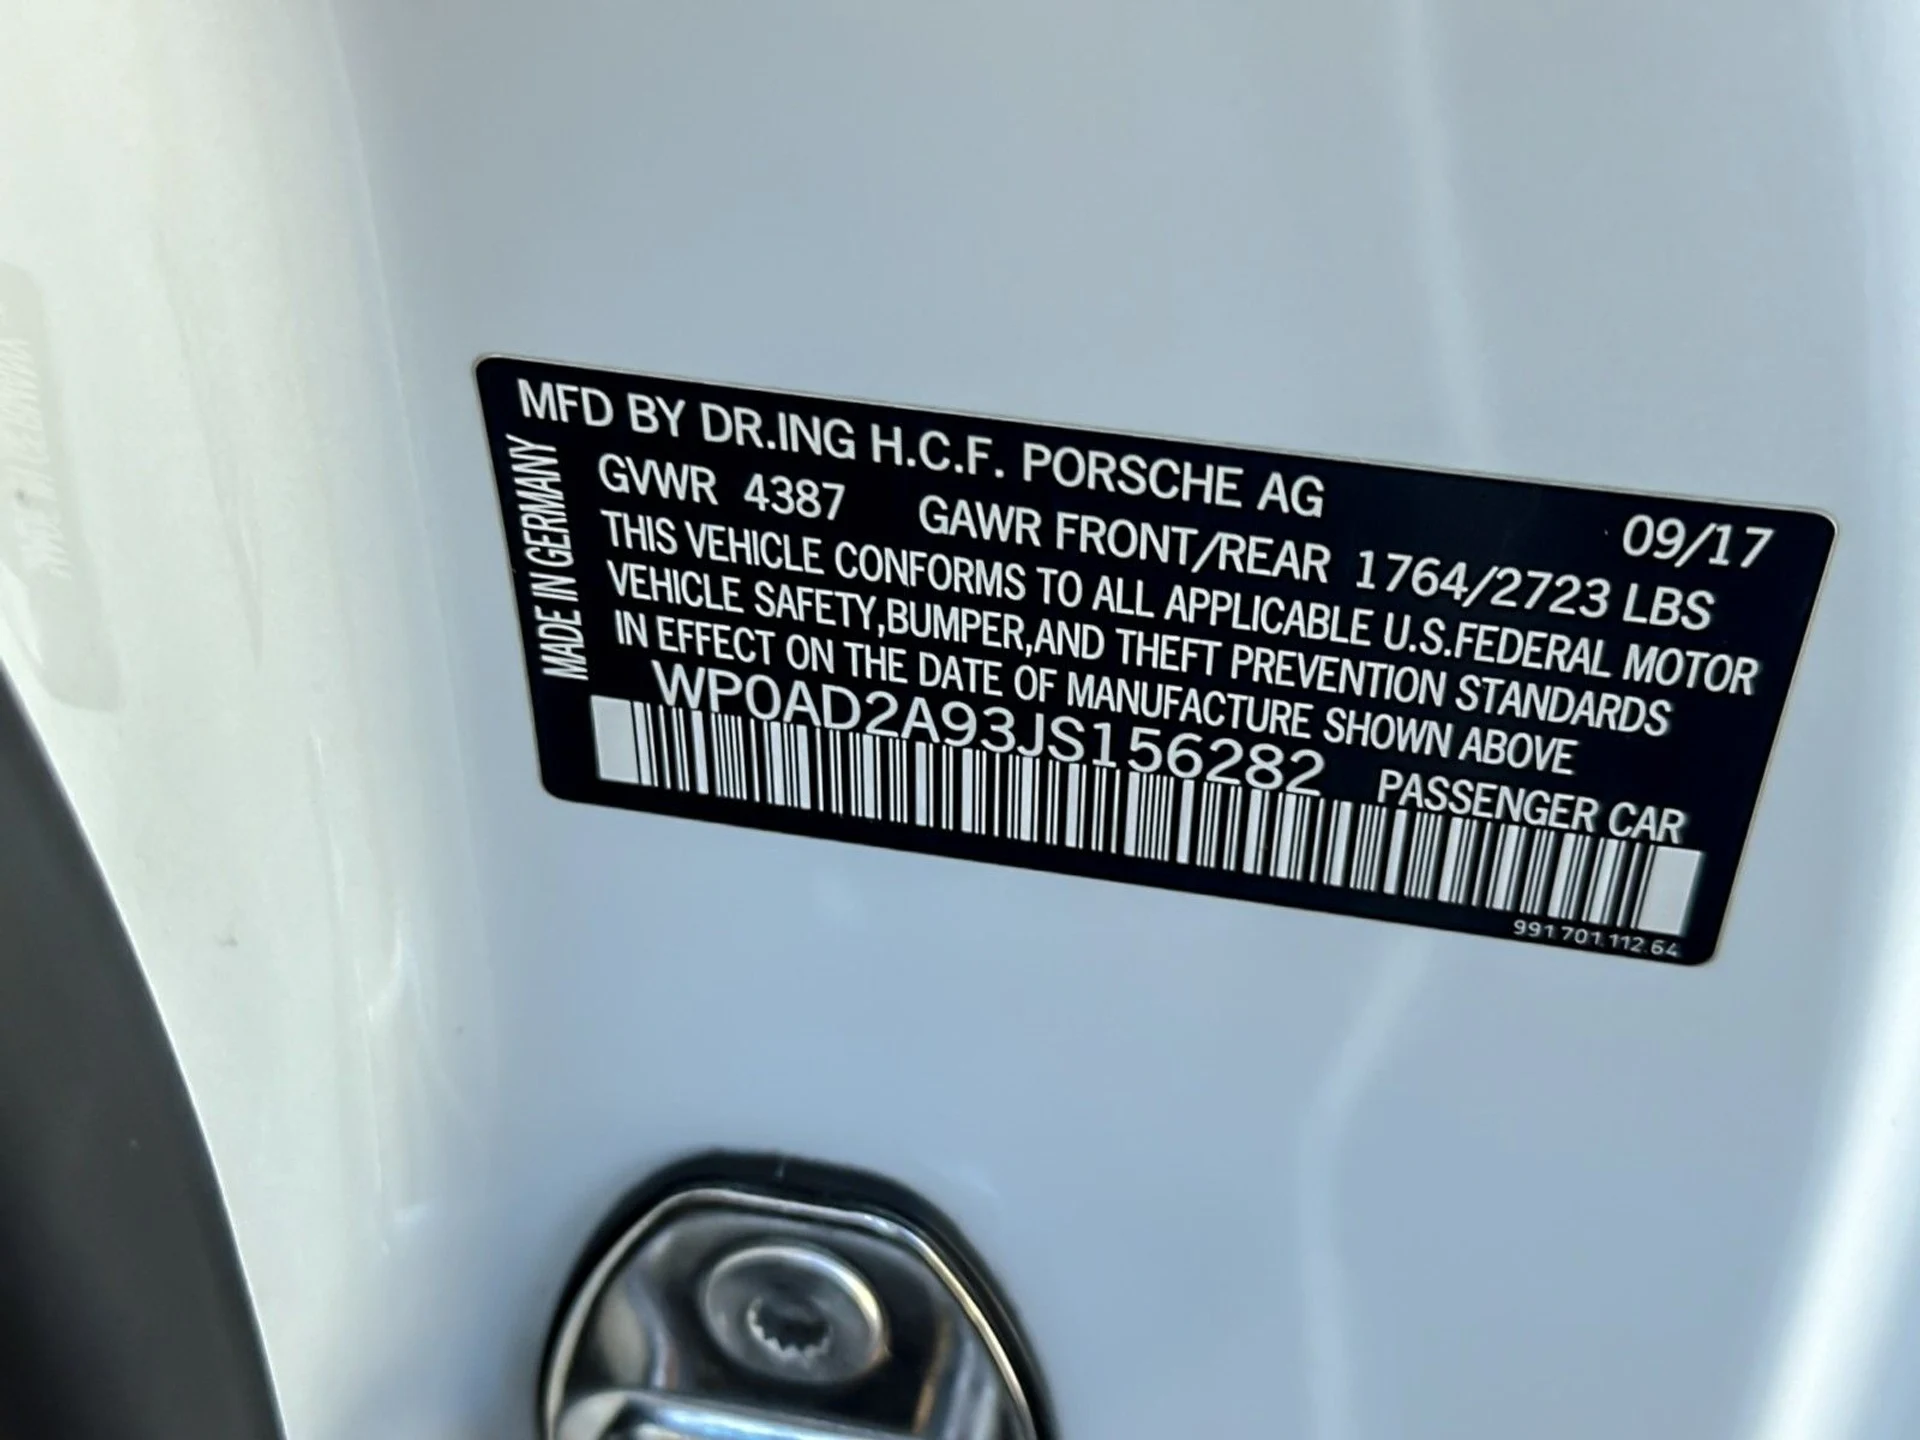 MFD BY DR.ING H.C.F. PORSCHE AG 09/17
MADE IN GERMANY
GVWR 4387 GAWR FRONT/REAR 1764/2723 LBS
THIS VEHICLE CONFORMS TO ALL APPLICABLE U.S.FEDERAL MOTOR
VEHICLE SAFETY,BUMPER,AND THEFT PREVENTION STANDARDS
IN EFFECT ON THE DATE OF MANUFACTURE SHOWN ABOVE
WP0AD2A93JS156282 PASSENGER CAR
991.701.112.64